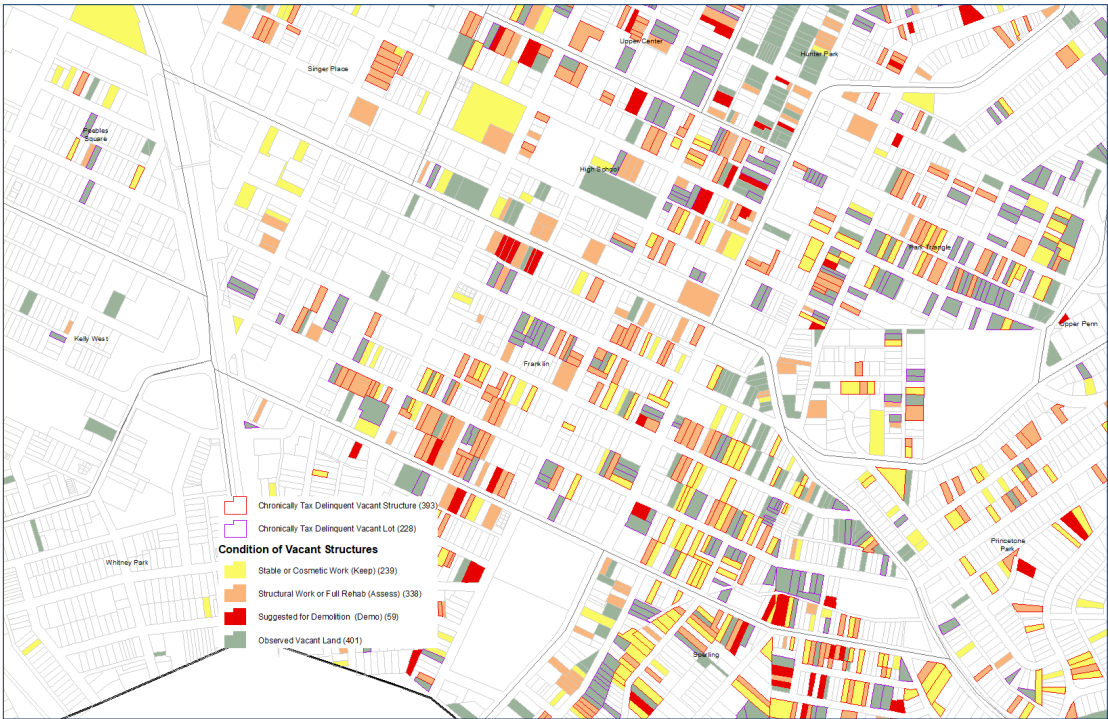 Upper/Center
Hunter Park
Singer Place
Peebles
Square
High School
Park Triangle
Upper Penn
Kelly West
Franklin
Chronically Tax Delinquent Vacant Structure (393)
Chronically Tax Delinquent Vacant Lot (228)
Condition of Vacant Structures
Stable or Cosmetic Work (Keep) (239)
Structural Work or Full Rehab (Assess) (338)
Suggested for Demolition (Demo) (59)
Observed Vacant Land (401)
Whitney Park
Princetone
Park
Sperling